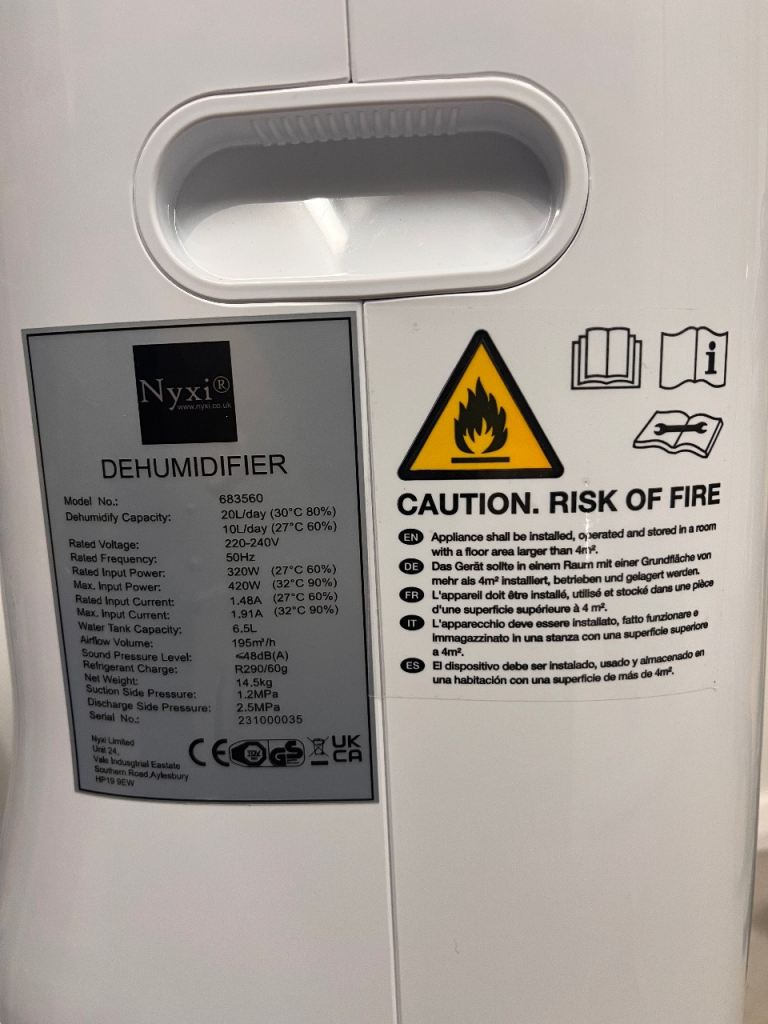 Nyxi®
www.nyxi.co.uk
DEHUMIDIFIER
Model No.: 683560
Dehumidify Capacity: 20L/day (30°C 80%)
10L/day (27°C 60%)
Rated Voltage: 220-240V
Rated Frequency: 50Hz
Rated Input Power: 320W (27°C 60%)
Max. Input Power: 420W (32°C 90%)
Rated Input Current: 1.48A (27°C 60%)
Max. Input Current: 1.91A (32°C 90%)
Water Tank Capacity: 6.5L
Airflow Volume: 195m³/h
Sound Pressure Level: ≤48dB(A)
Refrigerant Charge: R290/60g
Net Weight: 14.5kg
Suction Side Pressure: 1.2MPa
Discharge Side Pressure: 2.5MPa
Serial No.: 231000035
Nyxi Limited
Unit 24,
Vale Indusgtrial Eastate
Southern Road,Aylesbury
HP19 9EW
CE TÜV GS UK
CA
i
CAUTION. RISK OF FIRE
EN Appliance shall be installed, operated and stored in a room
with a floor area larger than 4m².
DE Das Gerät sollte in einem Raum mit einer Grundfläche von
mehr als 4m² installiert, betrieben und gelagert werden.
FR L'appareil doit être installé, utilisé et stocké dans une pièce
d'une superficie supérieure à 4 m².
IT L'apparecchio deve essere installato, fatto funzionare e
immagazzinato in una stanza con una superficie superiore
a 4m².
ES El dispositivo debe ser instalado, usado y almacenado en
una habitación con una superficie de más de 4m².